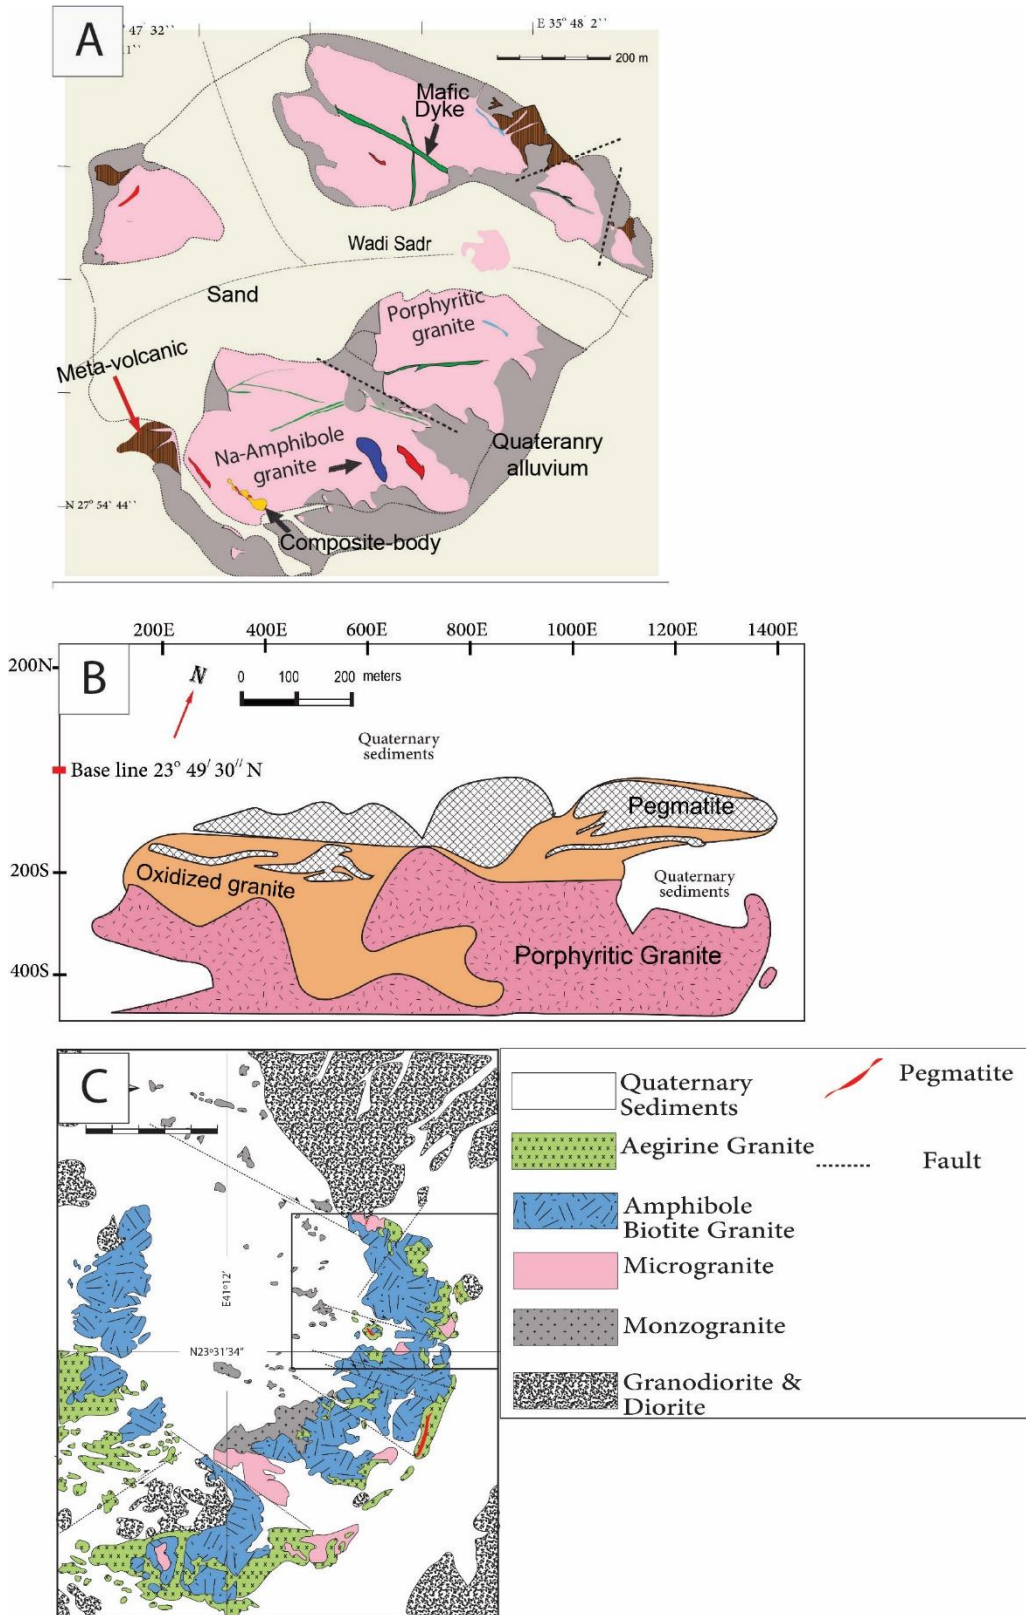 A
47' 32''
1''
E 35° 48' 2''
200 m
Mafic
Dyke
Wadi Sadr
Sand
Porphyritic
granite
Meta-volcanic
Na-Amphibole
granite
Quateranry
alluvium
N 27° 54' 44''
Composite-body
200E 400E 600E 800E 1000E 1200E 1400E
200N
B
N
0 100 200 meters
Quaternary
sediments
Base line 23° 49' 30'' N
Pegmatite
200S
Oxidized granite
Quaternary
sediments
Porphyritic Granite
400S
C
E41°12'
N23°31'34"
Quaternary
Sediments
Pegmatite
Aegirine Granite
Fault
Amphibole
Biotite Granite
Microgranite
Monzogranite
Granodiorite &
Diorite